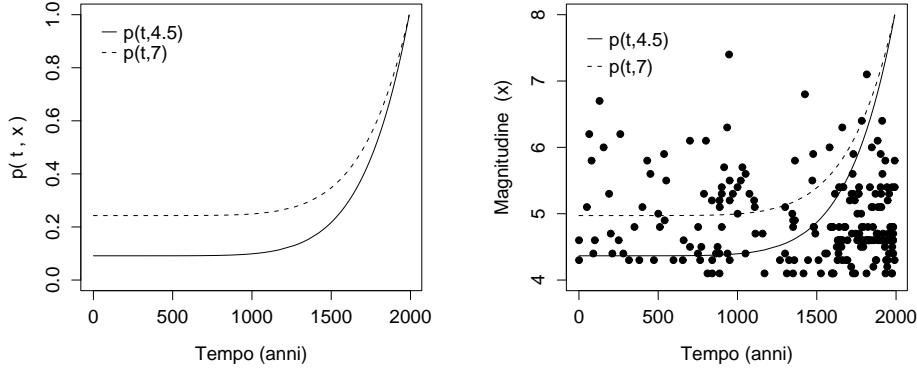 p( t , x )
1.0
0.8
0.6
0.4
0.2
0.0
p(t,4.5)
p(t,7)
0 500 1000 1500 2000
Tempo (anni)
Magnitudine (x)
8
7
6
5
4
p(t,4.5)
p(t,7)
0 500 1000 1500 2000
Tempo (anni)